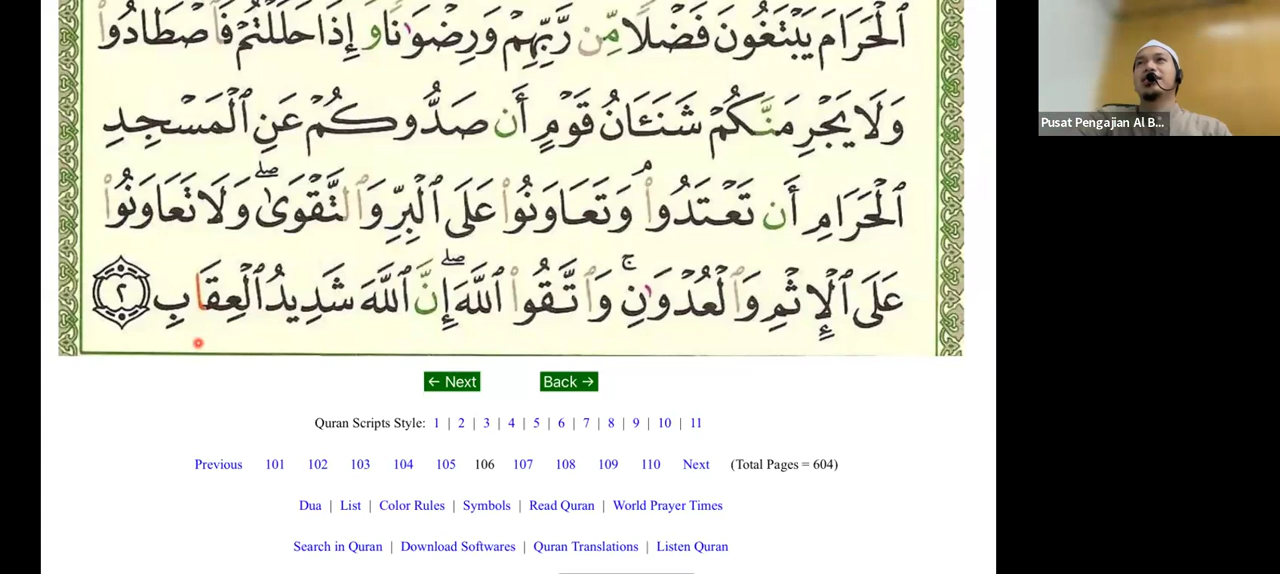 ٱلْحَرَامَ يَبْتَغُونَ فَضْلًا مِّن رَّبِّهِمْ وَرِضْوَٰنًا وَإِذَا حَلَلْتُمْ فَٱصْطَادُوا۟
وَلَا يَجْرِمَنَّكُمْ شَنَـَٔانُ قَوْمٍ أَن صَدُّوكُمْ عَنِ ٱلْمَسْجِدِ
ٱلْحَرَامِ أَن تَعْتَدُوا۟ۘ وَتَعَاوَنُوا۟ عَلَى ٱلْبِرِّ وَٱلتَّقْوَىٰۖ وَلَا تَعَاوَنُوا۟
عَلَى ٱلْإِثْمِ وَٱلْعُدْوَٰنِۚ وَٱتَّقُوا۟ ٱللَّهَۖ إِنَّ ٱللَّهَ شَدِيدُ ٱلْعِقَابِ ٢
Pusat Pengajian Al B...
← Next Back →
Quran Scripts Style: 1 | 2 | 3 | 4 | 5 | 6 | 7 | 8 | 9 | 10 | 11
Previous 101 102 103 104 105 106 107 108 109 110 Next (Total Pages = 604)
Dua | List | Color Rules | Symbols | Read Quran | World Prayer Times
Search in Quran | Download Softwares | Quran Translations | Listen Quran